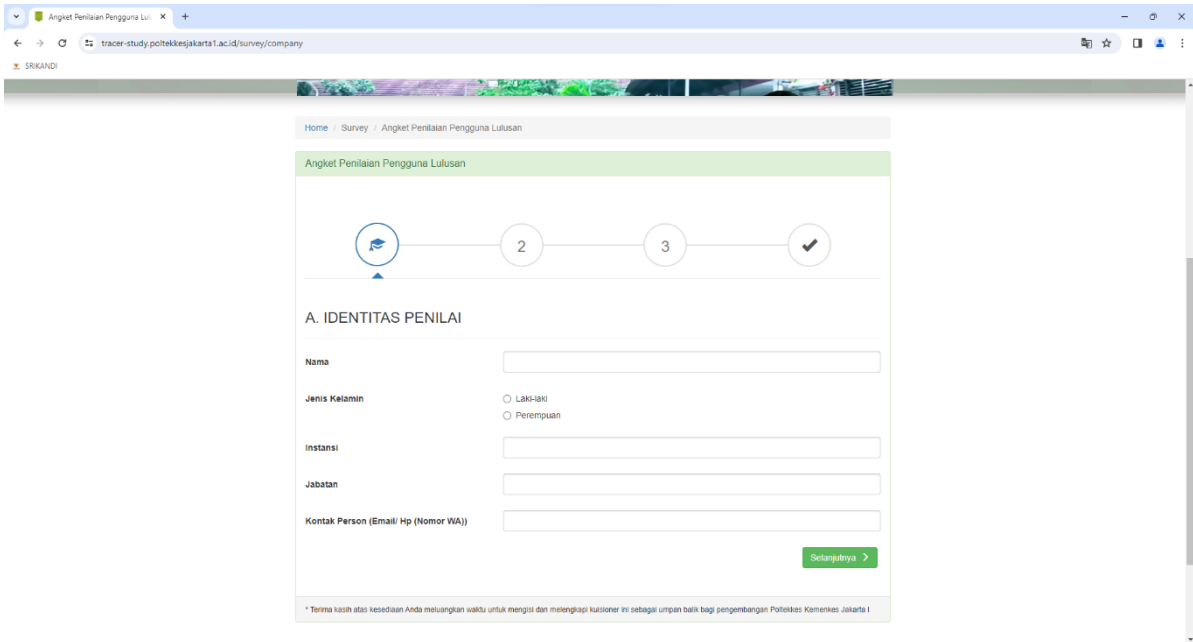 Angket Penilaian Pengguna Lul
tracer-study.poltekkesjakarta1.ac.id/survey/company
SRIKANDI
Home / Survey / Angket Penilaian Pengguna Lulusan
Angket Penilaian Pengguna Lulusan
2
3
A. IDENTITAS PENILAI
Nama
Jenis Kelamin
Laki-laki
Perempuan
Instansi
Jabatan
Kontak Person (Email/ Hp (Nomor WA))
Selanjutnya
* Terima kasih atas kesediaan Anda meluangkan waktu untuk mengisi dan melengkapi kuisioner ini sebagai umpan balik bagi pengembangan Poltekkes Kemenkes Jakarta I